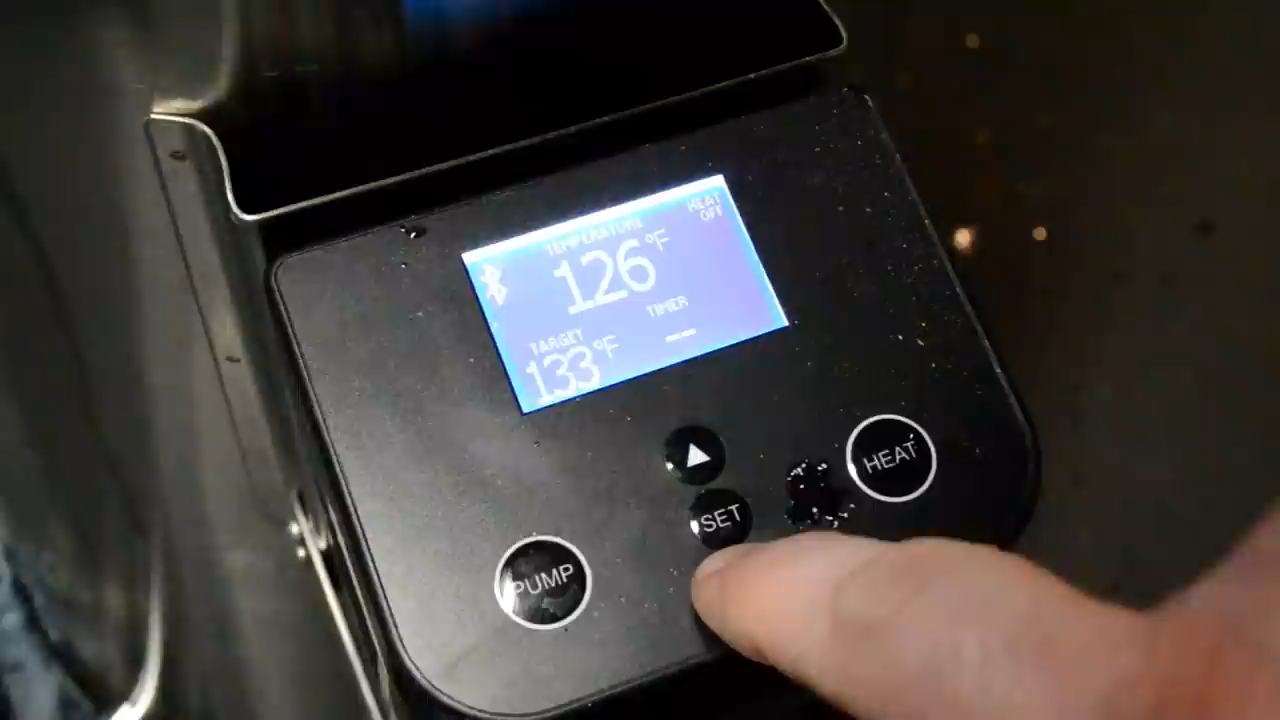 HEAT
OFF
TEMPERATURE
126°F
TIMER
TARGET
133°F
HEAT
SET
PUMP